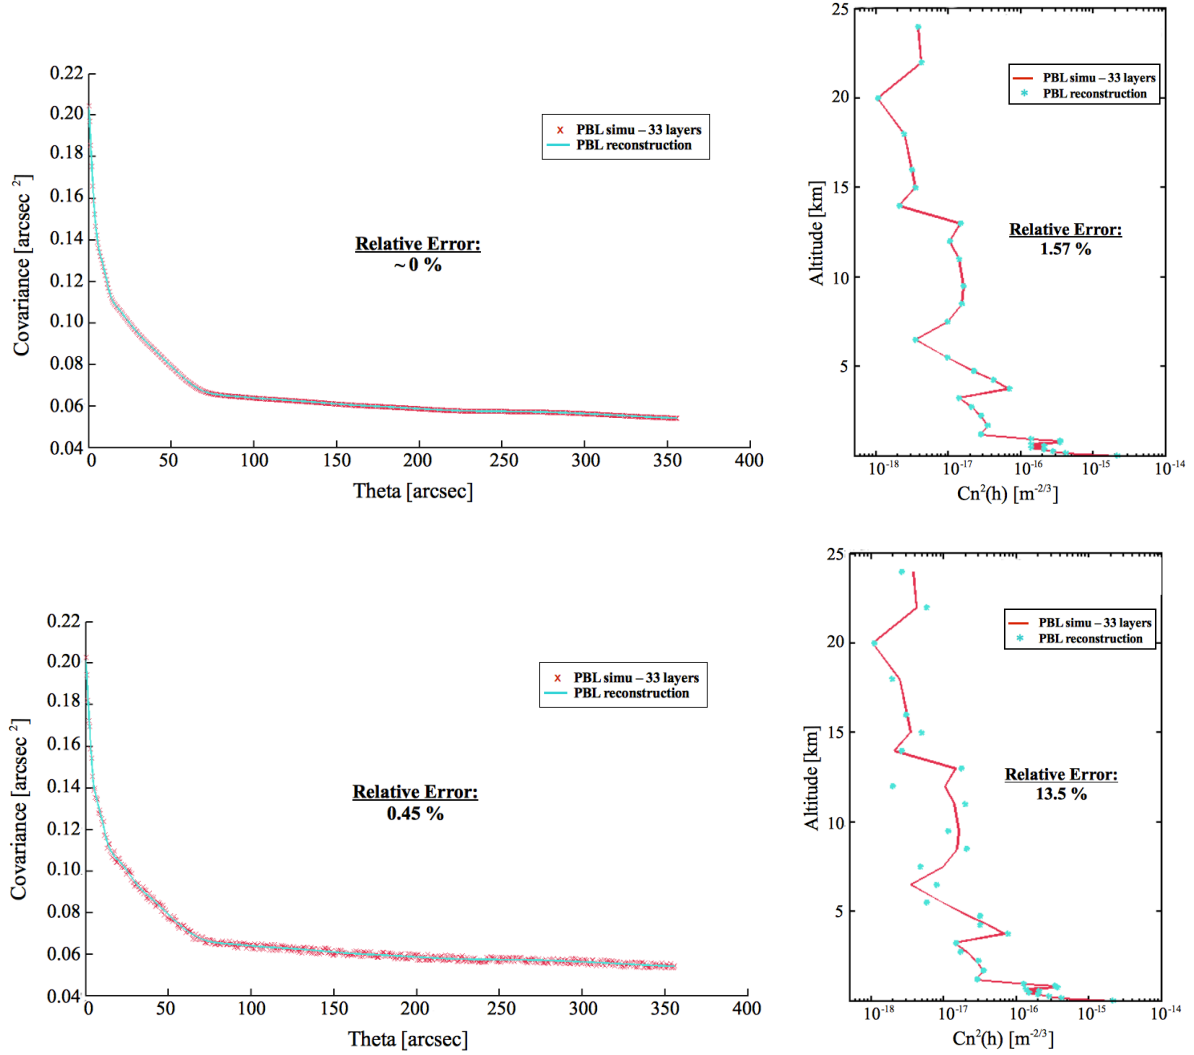 0.22
0.20
0.18
0.16
0.14
0.12
0.10
0.08
0.06
0.04
Covariance [arcsec ²]
× PBL simu – 33 layers
PBL reconstruction
Relative Error:
~ 0 %
0 50 100 150 200 250 300 350 400
Theta [arcsec]
25
20
15
10
5
Altitude [km]
PBL simu – 33 layers
* PBL reconstruction
Relative Error:
1.57 %
10⁻¹⁸ 10⁻¹⁷ 10⁻¹⁶ 10⁻¹⁵ 10⁻¹⁴
Cn²(h) [m⁻²/³]
0.22
0.20
0.18
0.16
0.14
0.12
0.10
0.08
0.06
0.04
Covariance [arcsec ²]
× PBL simu – 33 layers
PBL reconstruction
Relative Error:
0.45 %
0 50 100 150 200 250 300 350 400
Theta [arcsec]
25
20
15
10
5
Altitude [km]
PBL simu – 33 layers
* PBL reconstruction
Relative Error:
13.5 %
10⁻¹⁸ 10⁻¹⁷ 10⁻¹⁶ 10⁻¹⁵ 10⁻¹⁴
Cn²(h) [m⁻²/³]